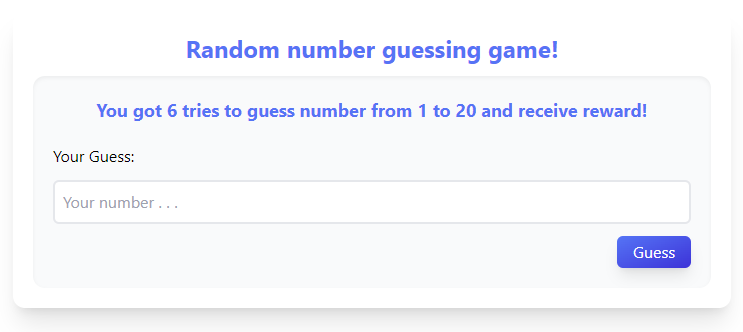 Random number guessing game!
You got 6 tries to guess number from 1 to 20 and receive reward!
Your Guess:
Your number . . .
Guess